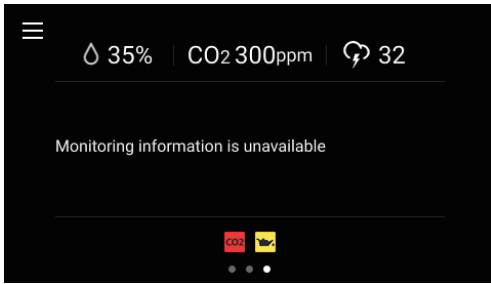 35% CO2 300ppm 32
Monitoring information is unavailable
CO2